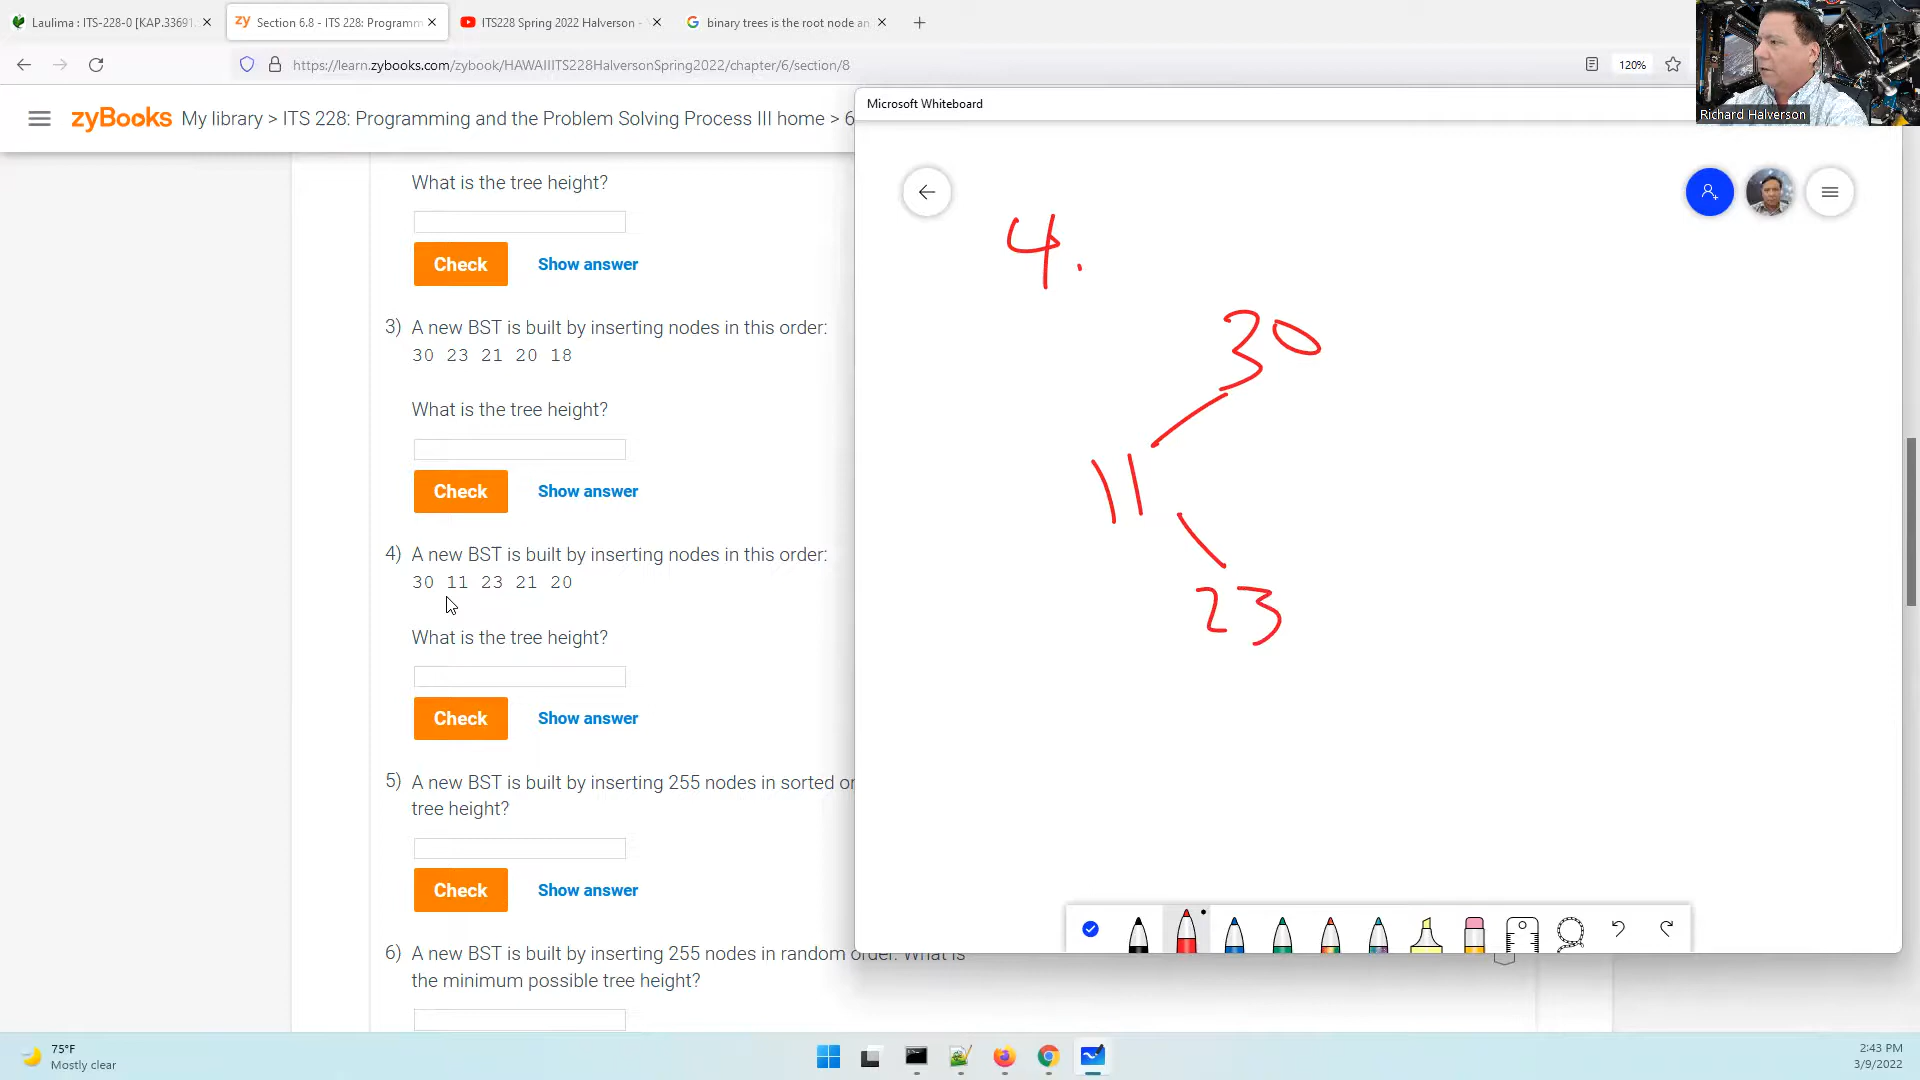 Laulima : ITS-228-0 [KAP.33691.
zy Section 6.8 - ITS 228: Programm
ITS228 Spring 2022 Halverson -
binary trees is the root node an
https://learn.zybooks.com/zybook/HAWAIIITS228HalversonSpring2022/chapter/6/section/8
120%
Richard Halverson
zyBooks My library > ITS 228: Programming and the Problem Solving Process III home > 6
Microsoft Whiteboard
What is the tree height?
Check Show answer
3) A new BST is built by inserting nodes in this order:
30 23 21 20 18
What is the tree height?
Check Show answer
4) A new BST is built by inserting nodes in this order:
30 11 23 21 20
What is the tree height?
Check Show answer
5) A new BST is built by inserting 255 nodes in sorted or
tree height?
Check Show answer
6) A new BST is built by inserting 255 nodes in random order. What is
the minimum possible tree height?
4.
30
11
23
75°F
Mostly clear
2:43 PM
3/9/2022